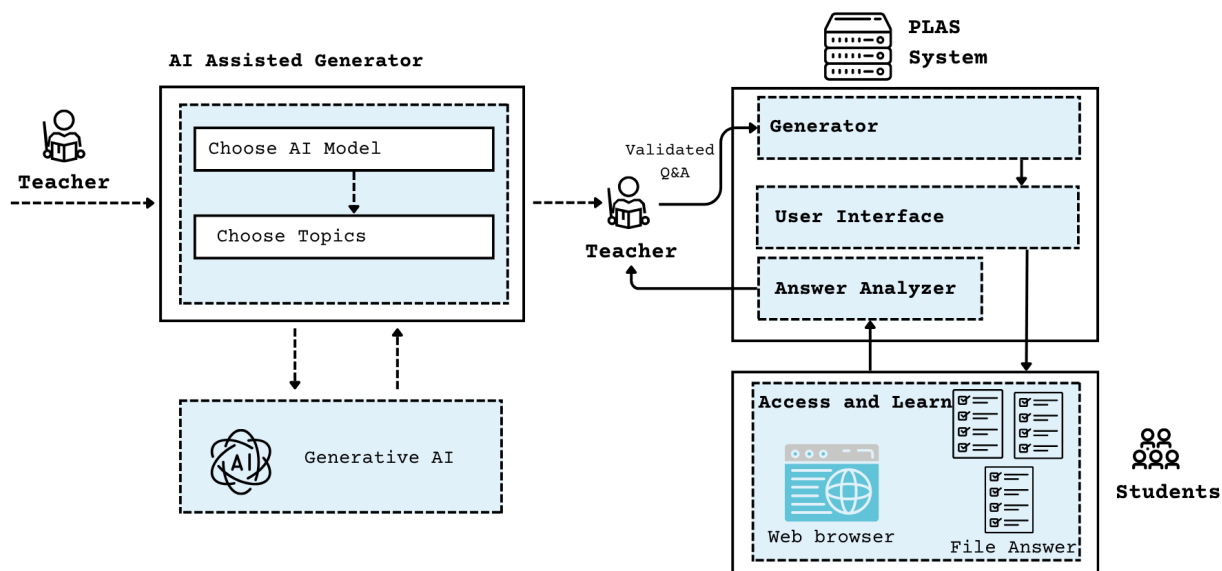 AI Assisted Generator
Teacher
Choose AI Model
Choose Topics
AI
Generative AI
Teacher
Validated
Q&A
PLAS
System
Generator
User Interface
Answer Analyzer
Access and Learn
Web browser
File Answer
Students